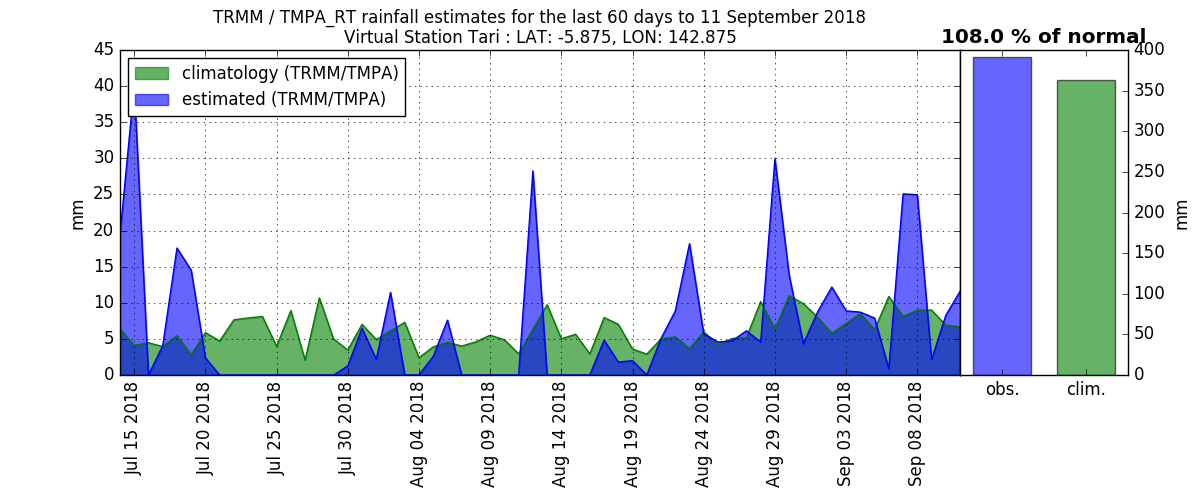 TRMM / TMPA_RT rainfall estimates for the last 60 days to 11 September 2018
Virtual Station Tari : LAT: -5.875, LON: 142.875
108.0 % of normal
climatology (TRMM/TMPA)
estimated (TRMM/TMPA)
mm
45
40
35
30
25
20
15
10
5
0
Jul 15 2018
Jul 20 2018
Jul 25 2018
Jul 30 2018
Aug 04 2018
Aug 09 2018
Aug 14 2018
Aug 19 2018
Aug 24 2018
Aug 29 2018
Sep 03 2018
Sep 08 2018
obs.
clim.
400
350
300
250
200
150
100
50
0
mm